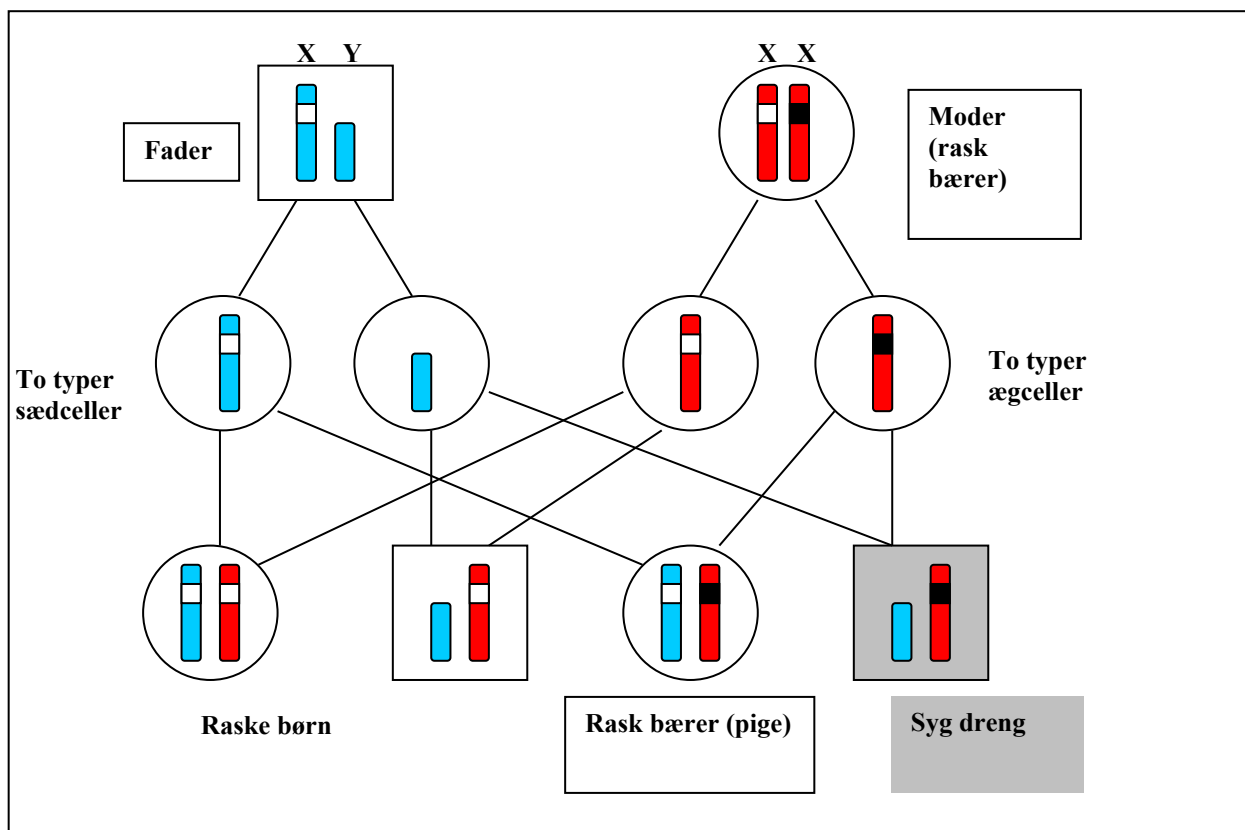 X Y
X X
Fader
Moder
(rask
bærer)
To typer
sædceller
To typer
ægceller
Raske børn
Rask bærer (pige)
Syg dreng